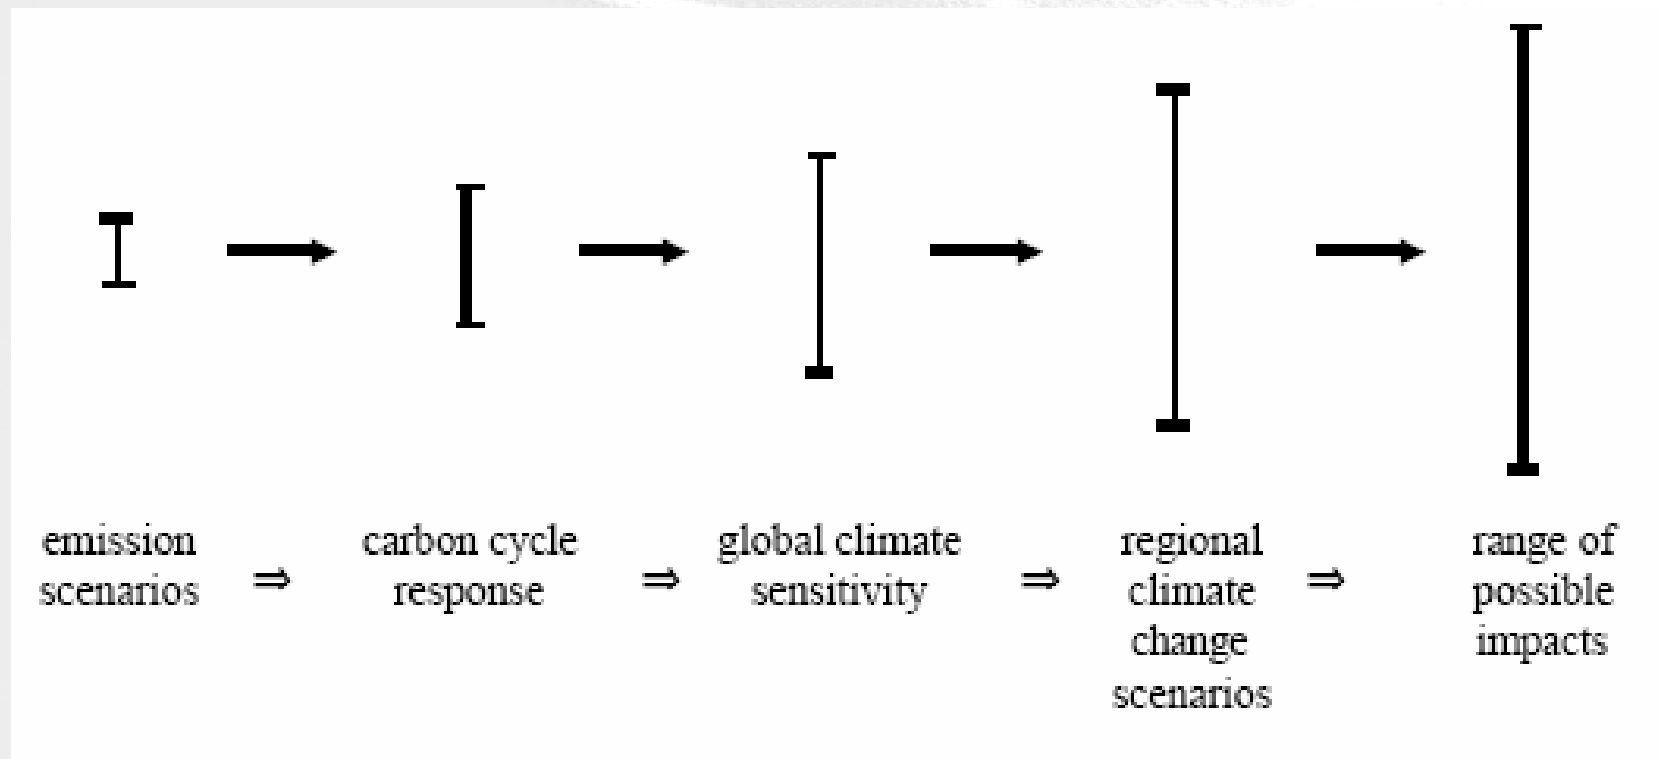 emission
scenarios
⇒
carbon cycle
response
⇒
global climate
sensitivity
⇒
regional
climate
change
scenarios
⇒
range of
possible
impacts